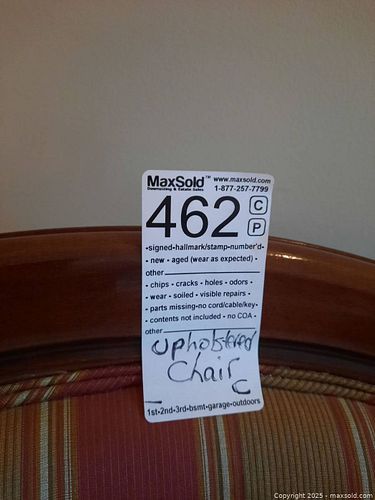 MaxSold™ www.maxsold.com
Downsizing & Estate Sales 1-877-257-7799
462 C
P
•signed•hallmark/stamp•number'd•
• new • aged (wear as expected) •
other
• chips • cracks • holes • odors •
• wear • soiled • visible repairs •
• parts missing•no cord/cable/key•
• contents not included • no COA •
other
Upholstered
Chair
C
1st•2nd•3rd•bsmt•garage•outdoors
Copyright © 2025 - maxsold.com